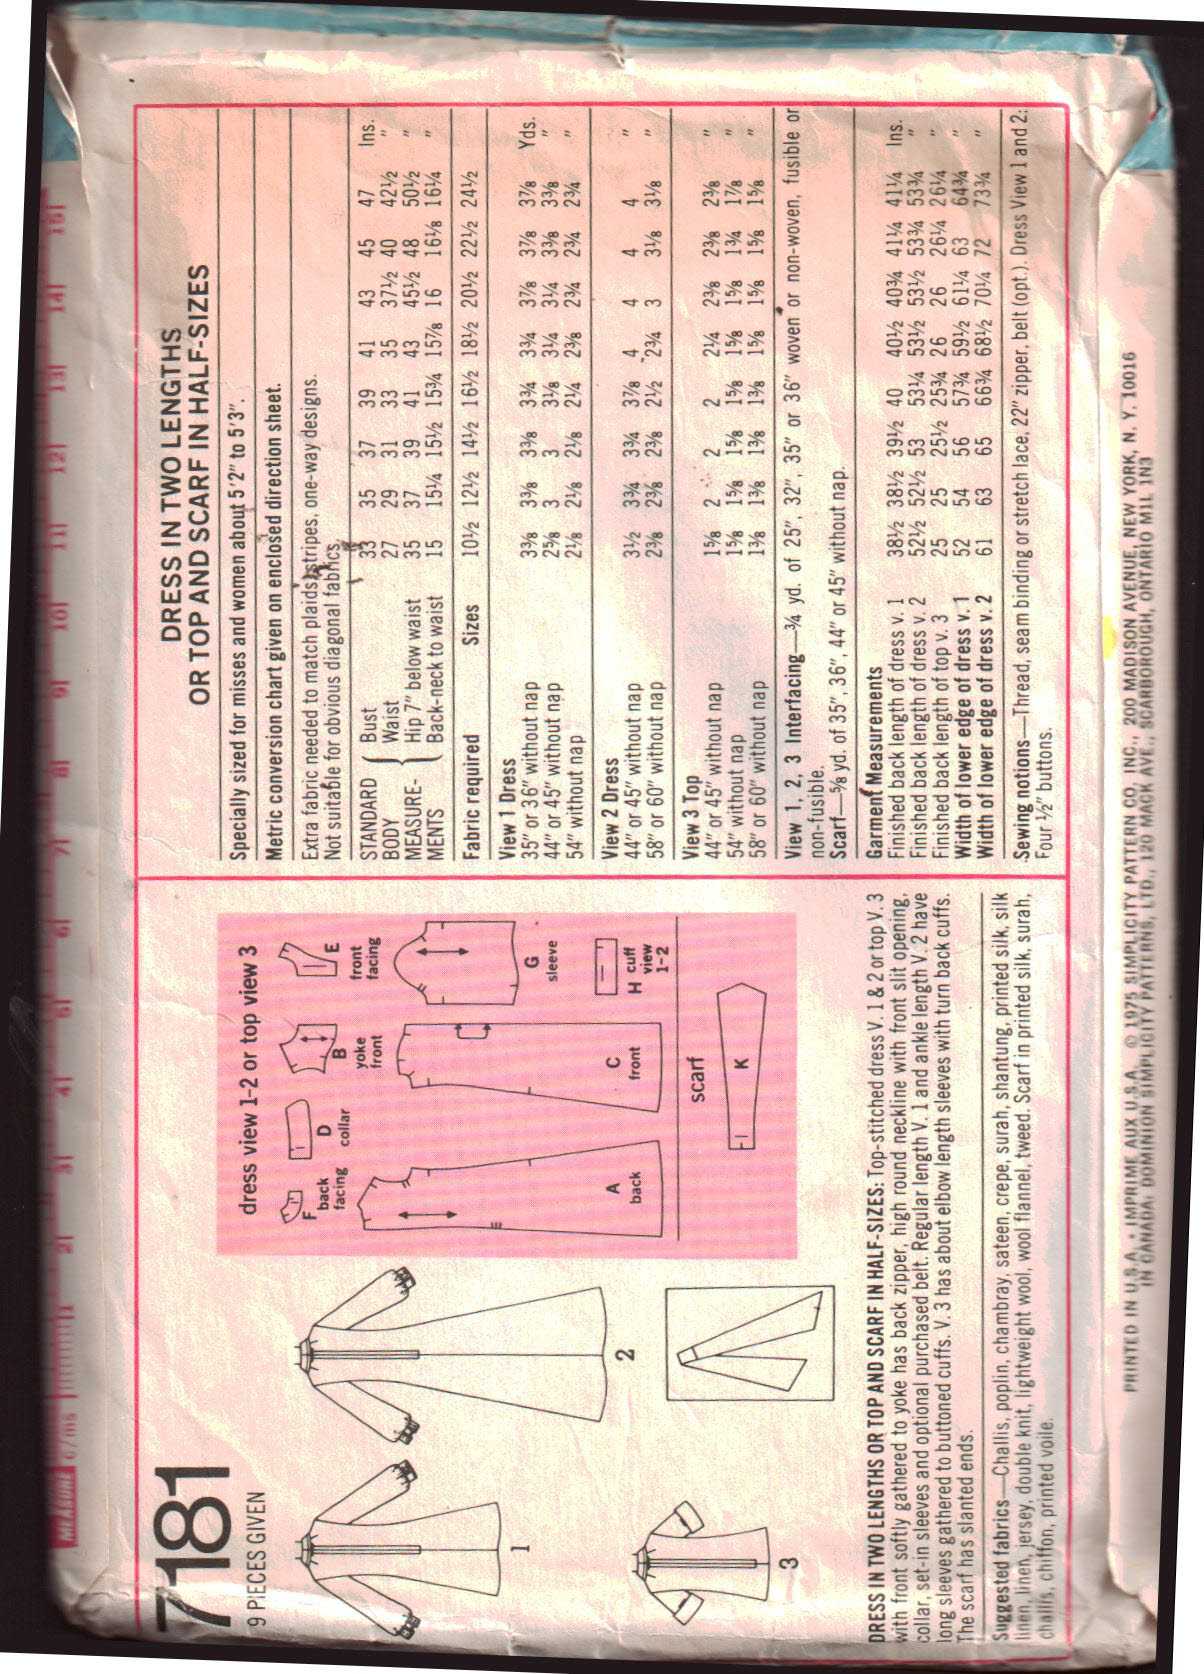 7181
9 PIECES GIVEN
1
2
3
dress view 1-2 or top view 3
F
back
facing
D
collar
B
yoke
front
E
front
facing
A
back
C
front
G
sleeve
H cuff
view
1-2
scarf
K
DRESS IN TWO LENGTHS OR TOP AND SCARF IN HALF-SIZES: Top-stitched dress V. 1 & 2 or top V. 3
with front softly gathered to yoke has back zipper, high round neckline with front slit opening,
collar, set-in sleeves and optional purchased belt. Regular length V. 1 and ankle length V. 2 have
long sleeves gathered to buttoned cuffs. V. 3 has about elbow length sleeves with turn back cuffs.
The scarf has slanted ends.
Suggested fabrics—Challis, poplin, chambray, sateen, crepe, surah, shantung, printed silk, silk
linen, linen, jersey, double knit, lightweight wool, wool flannel, tweed. Scarf in printed silk, surah,
challis, chiffon, printed voile.
DRESS IN TWO LENGTHS
OR TOP AND SCARF IN HALF-SIZES
Specially sized for misses and women about 5'2" to 5'3".
Metric conversion chart given on enclosed direction sheet.
Extra fabric needed to match plaids, stripes, one-way designs.
Not suitable for obvious diagonal fabrics.
STANDARD { Bust 33 35 37 39 41 43 45 47 Ins.
BODY Waist 27 29 31 33 35 37½ 40 42½ "
MEASURE- Hip 7" below waist 35 37 39 41 43 45½ 48 50½ "
MENTS Back-neck to waist 15 15¼ 15½ 15¾ 15⅞ 16 16⅛ 16¼ "
Fabric required Sizes 10½ 12½ 14½ 16½ 18½ 20½ 22½ 24½
View 1 Dress
35" or 36" without nap 3⅜ 3⅜ 3⅜ 3¾ 3¾ 3⅞ 3⅞ 3⅞ Yds.
44" or 45" without nap 2⅝ 3 3 3⅛ 3¼ 3¼ 3⅜ 3⅜ "
54" without nap 2⅛ 2⅛ 2⅛ 2¼ 2⅜ 2¾ 2¾ 2¾ "
View 2 Dress
44" or 45" without nap 3½ 3¾ 3¾ 3⅞ 4 4 4 4 "
58" or 60" without nap 2⅜ 2⅜ 2⅜ 2½ 2¾ 3 3⅛ 3⅛ "
View 3 Top
44" or 45" without nap 1⅝ 2 2 2 2¼ 2⅜ 2⅜ 2⅜ "
54" without nap 1⅝ 1⅝ 1⅝ 1⅝ 1⅝ 1⅝ 1¾ 1⅞ "
58" or 60" without nap 1⅜ 1⅜ 1⅜ 1⅜ 1⅝ 1⅝ 1⅝ 1⅝ "
View 1, 2, 3 Interfacing—¾ yd. of 25", 32", 35" or 36" woven or non-woven, fusible or
non-fusible.
Scarf—⅝ yd. of 35", 36", 44" or 45" without nap.
Garment Measurements
Finished back length of dress v. 1 38½ 38½ 39½ 40 40½ 40¾ 41¼ 41¼ Ins.
Finished back length of dress v. 2 52½ 52½ 53 53¼ 53½ 53½ 53¾ 53¾ "
Finished back length of top v. 3 25 25 25½ 25¾ 26 26 26¼ 26¼ "
Width of lower edge of dress v. 1 52 54 56 57¾ 59½ 61¼ 63 64¾ "
Width of lower edge of dress v. 2 61 63 65 66¾ 68½ 70¼ 72 73¾ "
Sewing notions—Thread, seam binding or stretch lace, 22" zipper, belt (opt.). Dress View 1 and 2:
Four ½" buttons.
PRINTED IN U.S.A. • IMPRIME AUX U.S.A. © 1975 SIMPLICITY PATTERN CO. INC., 200 MADISON AVENUE, NEW YORK, N. Y. 10016
IN CANADA: DOMINION SIMPLICITY PATTERNS, LTD., 120 MACK AVE., SCARBOROUGH, ONTARIO M1L 1N3
MEASURE 1 2 3 4 5 6 7 8 9 10 11 12 13 14